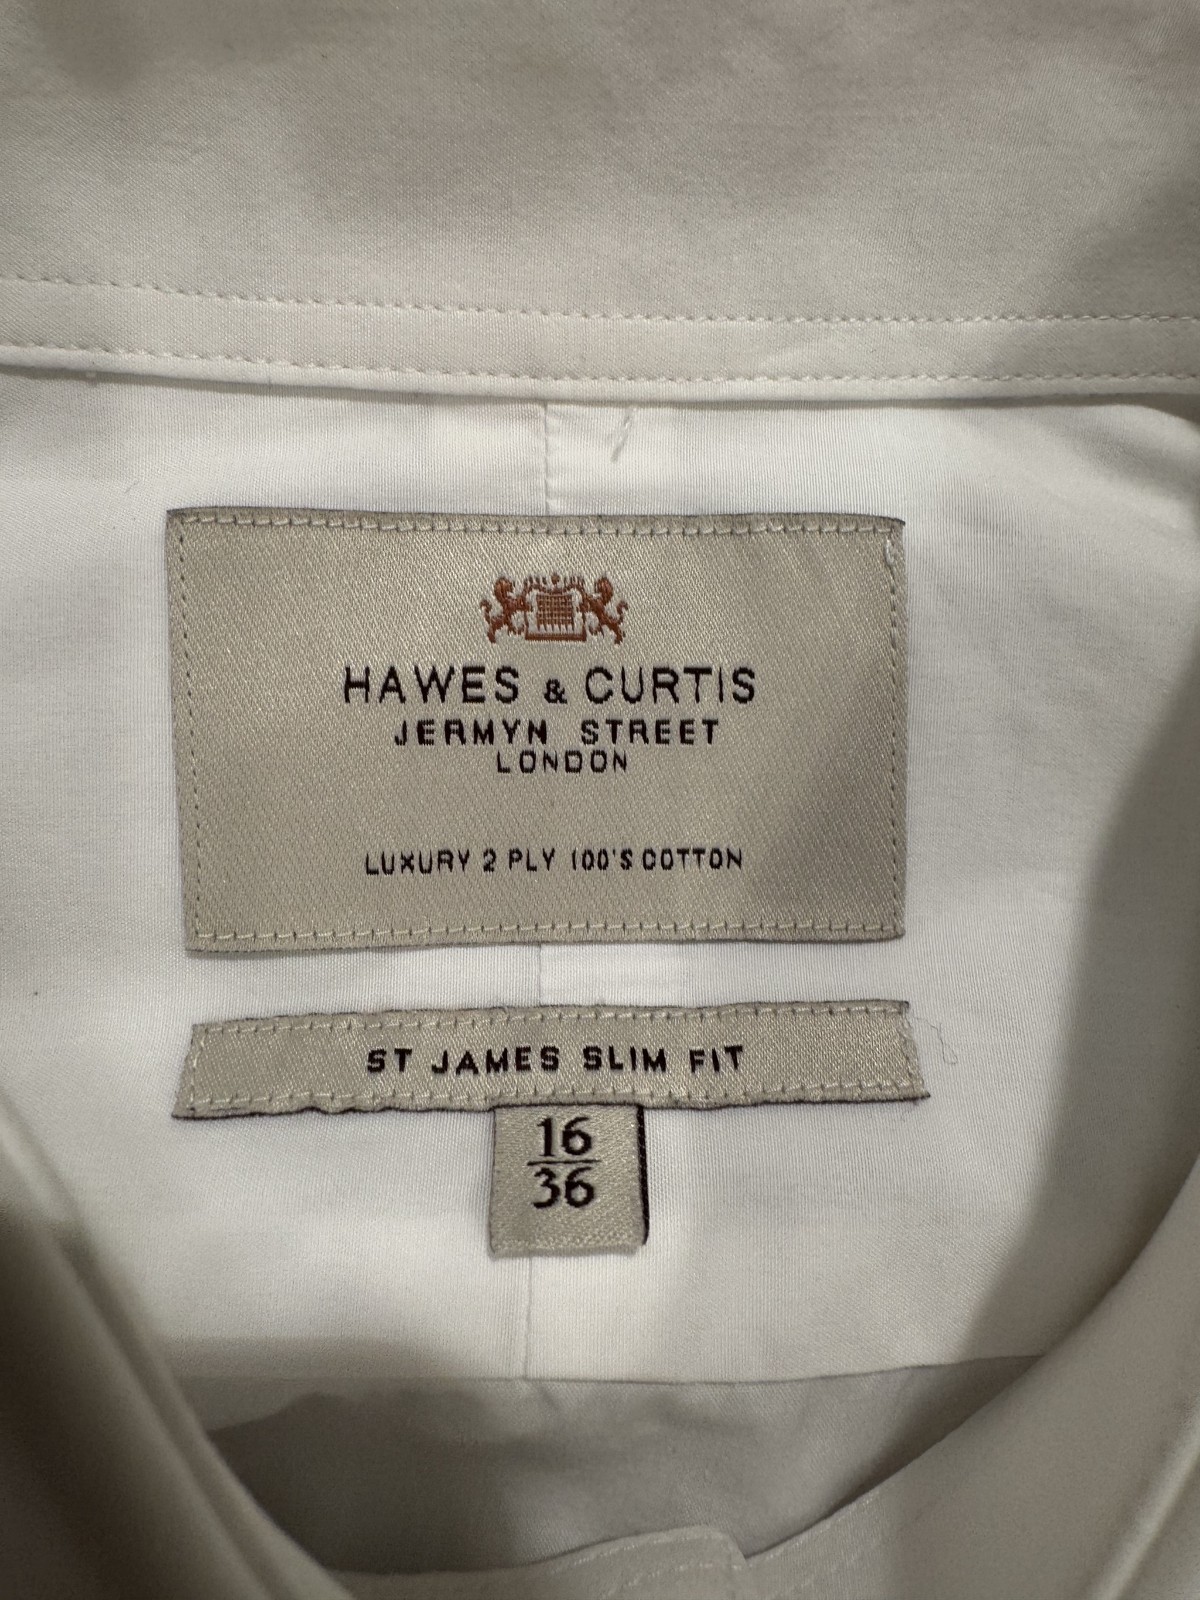 HAWES & CURTIS
JERMYN STREET
LONDON
LUXURY 2 PLY 100'S COTTON
ST JAMES SLIM FIT
16
36